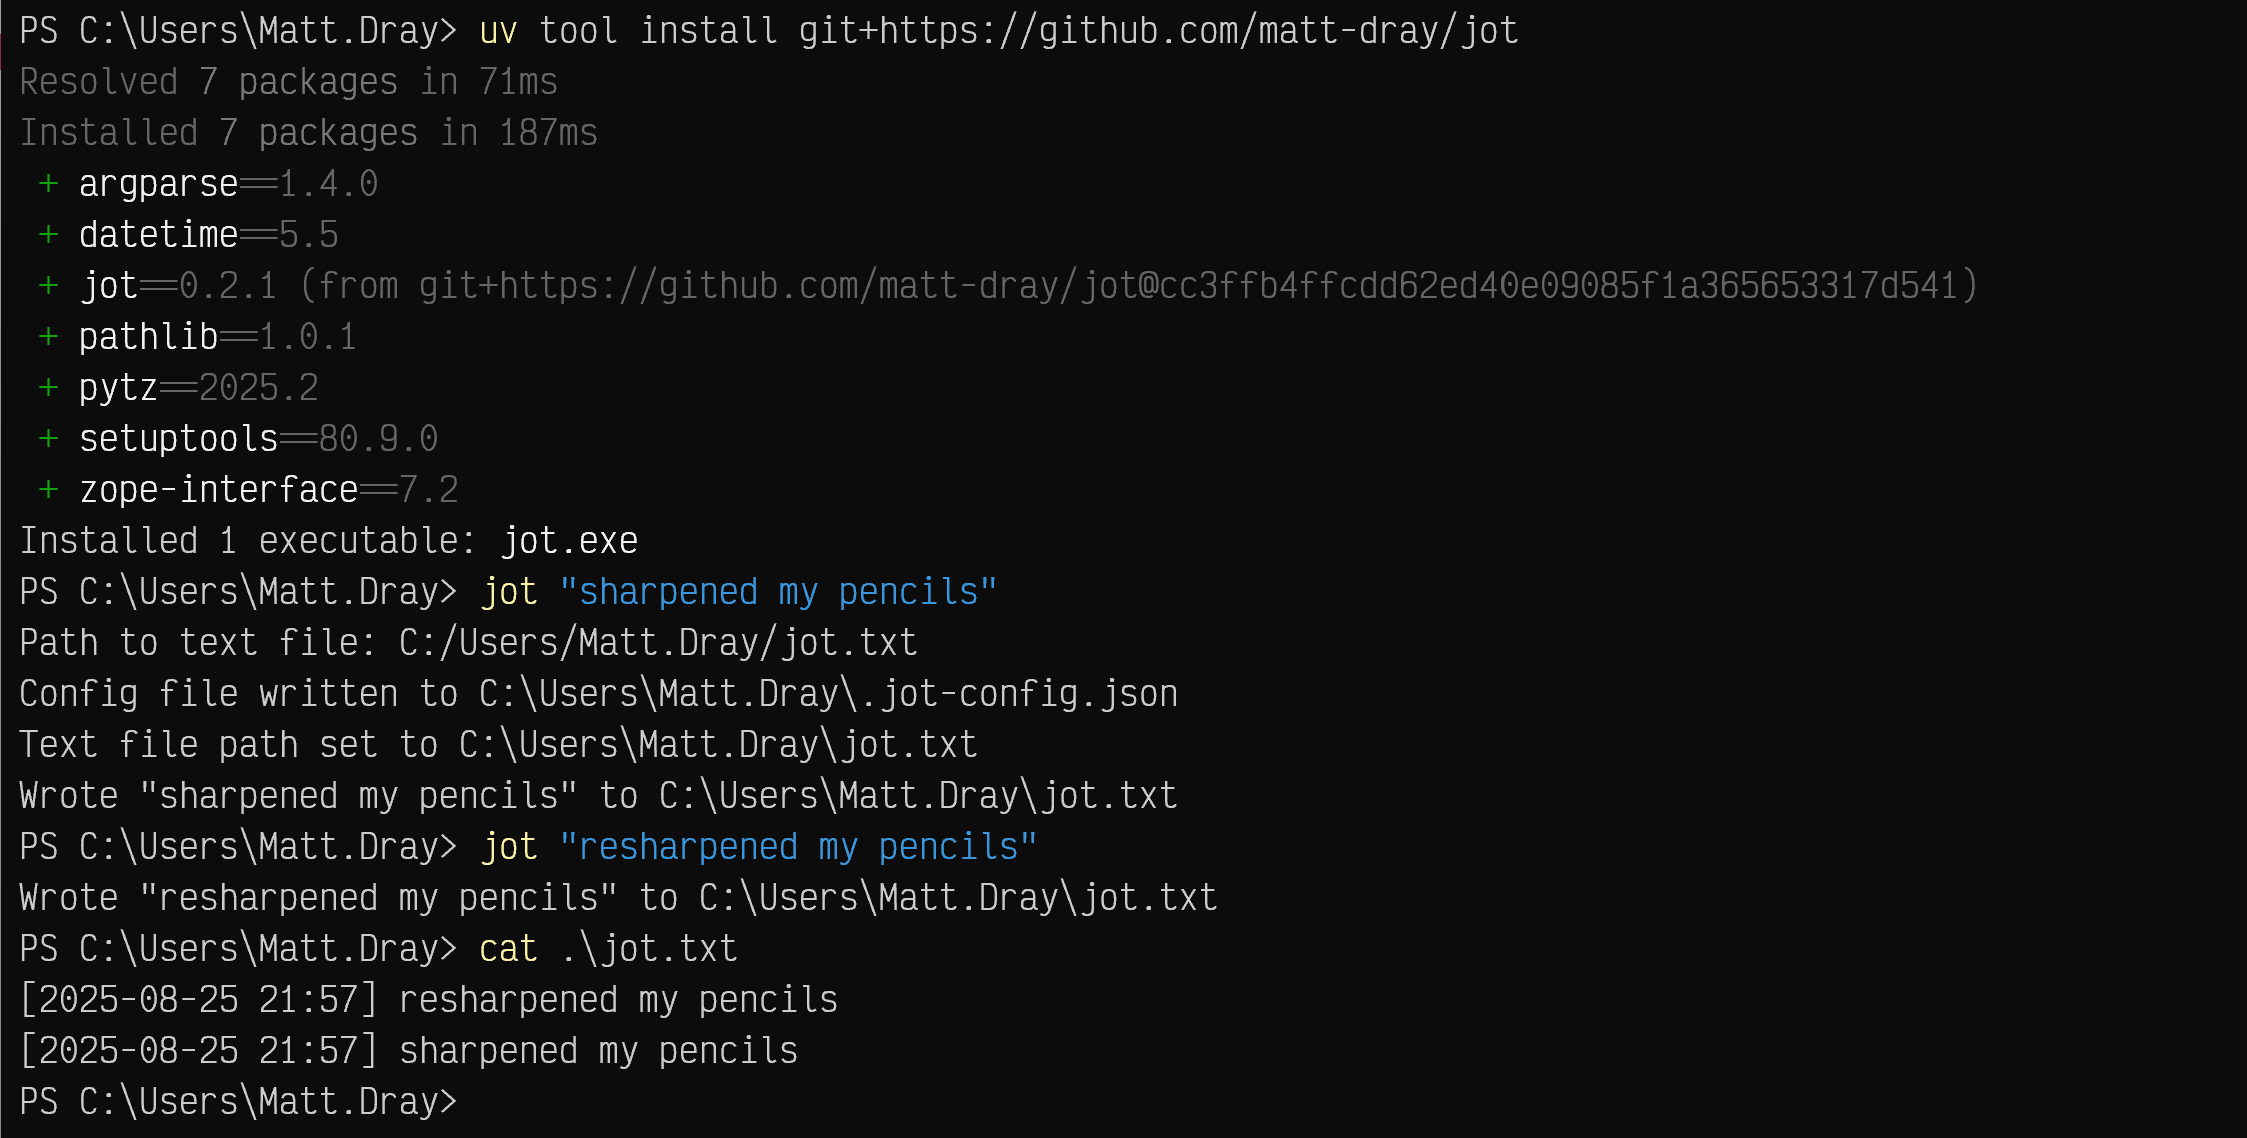 PS C:\Users\Matt.Dray> uv tool install git+https://github.com/matt-dray/jot
Resolved 7 packages in 71ms
Installed 7 packages in 187ms
+ argparse==1.4.0
+ datetime==5.5
+ jot==0.2.1 (from git+https://github.com/matt-dray/jot@cc3ffb4ffcdd62ed40e09085f1a365653317d541)
+ pathlib==1.0.1
+ pytz==2025.2
+ setuptools==80.9.0
+ zope-interface==7.2
Installed 1 executable: jot.exe
PS C:\Users\Matt.Dray> jot "sharpened my pencils"
Path to text file: C:/Users/Matt.Dray/jot.txt
Config file written to C:\Users\Matt.Dray\.jot-config.json
Text file path set to C:\Users\Matt.Dray\jot.txt
Wrote "sharpened my pencils" to C:\Users\Matt.Dray\jot.txt
PS C:\Users\Matt.Dray> jot "resharpened my pencils"
Wrote "resharpened my pencils" to C:\Users\Matt.Dray\jot.txt
PS C:\Users\Matt.Dray> cat .\jot.txt
[2025-08-25 21:57] resharpened my pencils
[2025-08-25 21:57] sharpened my pencils
PS C:\Users\Matt.Dray>